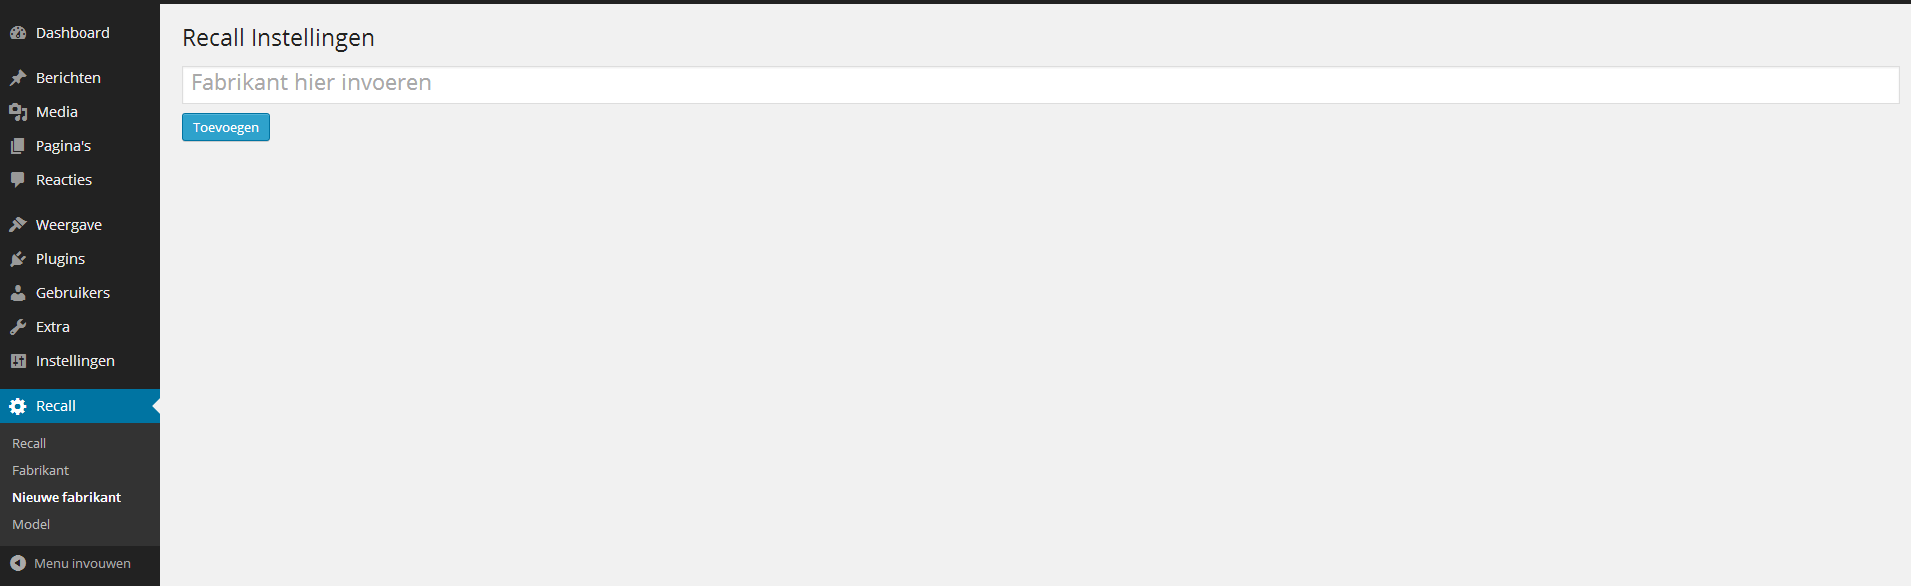 Dashboard
Berichten
Media
Pagina's
Reacties
Weergave
Plugins
Gebruikers
Extra
Instellingen
Recall
Recall
Fabrikant
Nieuwe fabrikant
Model
Menu invouwen
Recall Instellingen
Fabrikant hier invoeren
Toevoegen